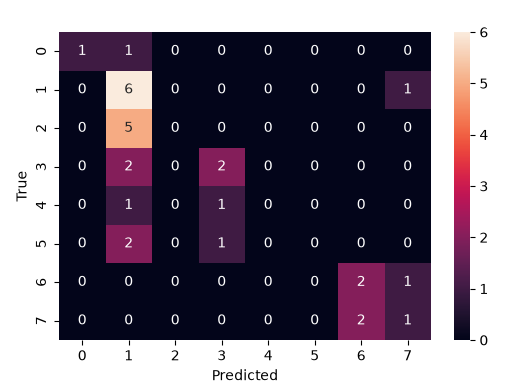 0 1 1 0 0 0 0 0 0
1 0 6 0 0 0 0 0 1
2 0 5 0 0 0 0 0 0
3 0 2 0 2 0 0 0 0
4 0 1 0 1 0 0 0 0
5 0 2 0 1 0 0 0 0
6 0 0 0 0 0 0 2 1
7 0 0 0 0 0 0 2 1
0 1 2 3 4 5 6 7
Predicted
True
6
5
4
3
2
1
0